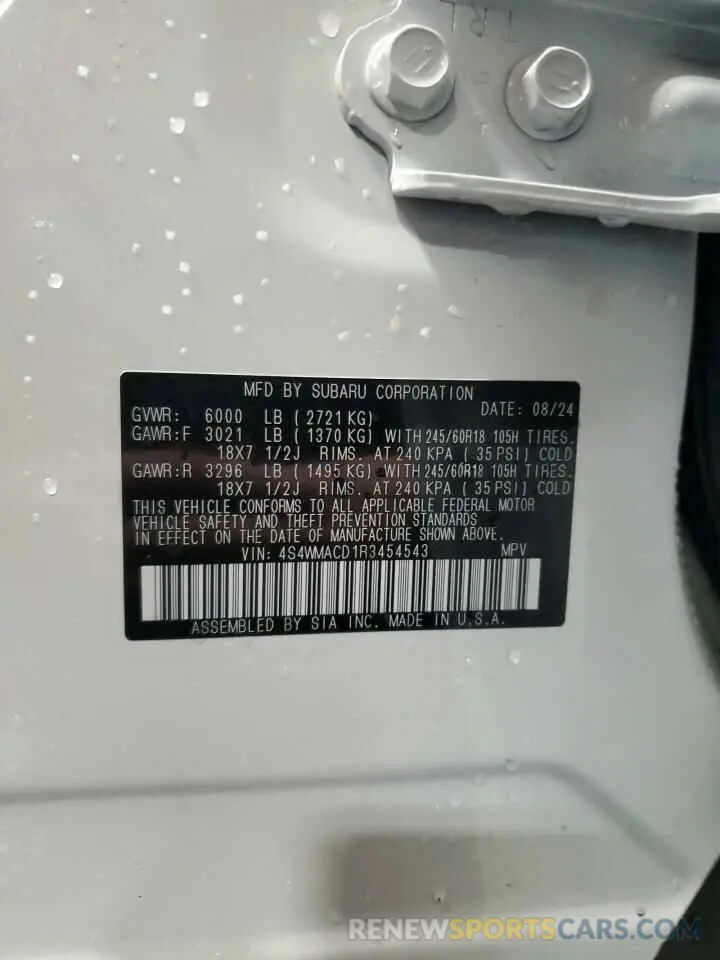 TRL
MFD BY SUBARU CORPORATION
GVWR: 6000 LB ( 2721 KG) DATE: 08/24
GAWR:F 3021 LB ( 1370 KG) WITH 245/60R18 105H TIRES.
18X7 1/2J RIMS. AT 240 KPA ( 35 PSI) COLD
GAWR:R 3296 LB ( 1495 KG) WITH 245/60R18 105H TIRES.
18X7 1/2J RIMS. AT 240 KPA ( 35 PSI) COLD
THIS VEHICLE CONFORMS TO ALL APPLICABLE FEDERAL MOTOR
VEHICLE SAFETY AND THEFT PREVENTION STANDARDS
IN EFFECT ON THE DATE OF MANUFACTURE SHOWN ABOVE.
VIN: 4S4WMACD1R3454543 MPV
ASSEMBLED BY SIA INC. MADE IN U.S.A.
RENEWSPORTSCARS.COM